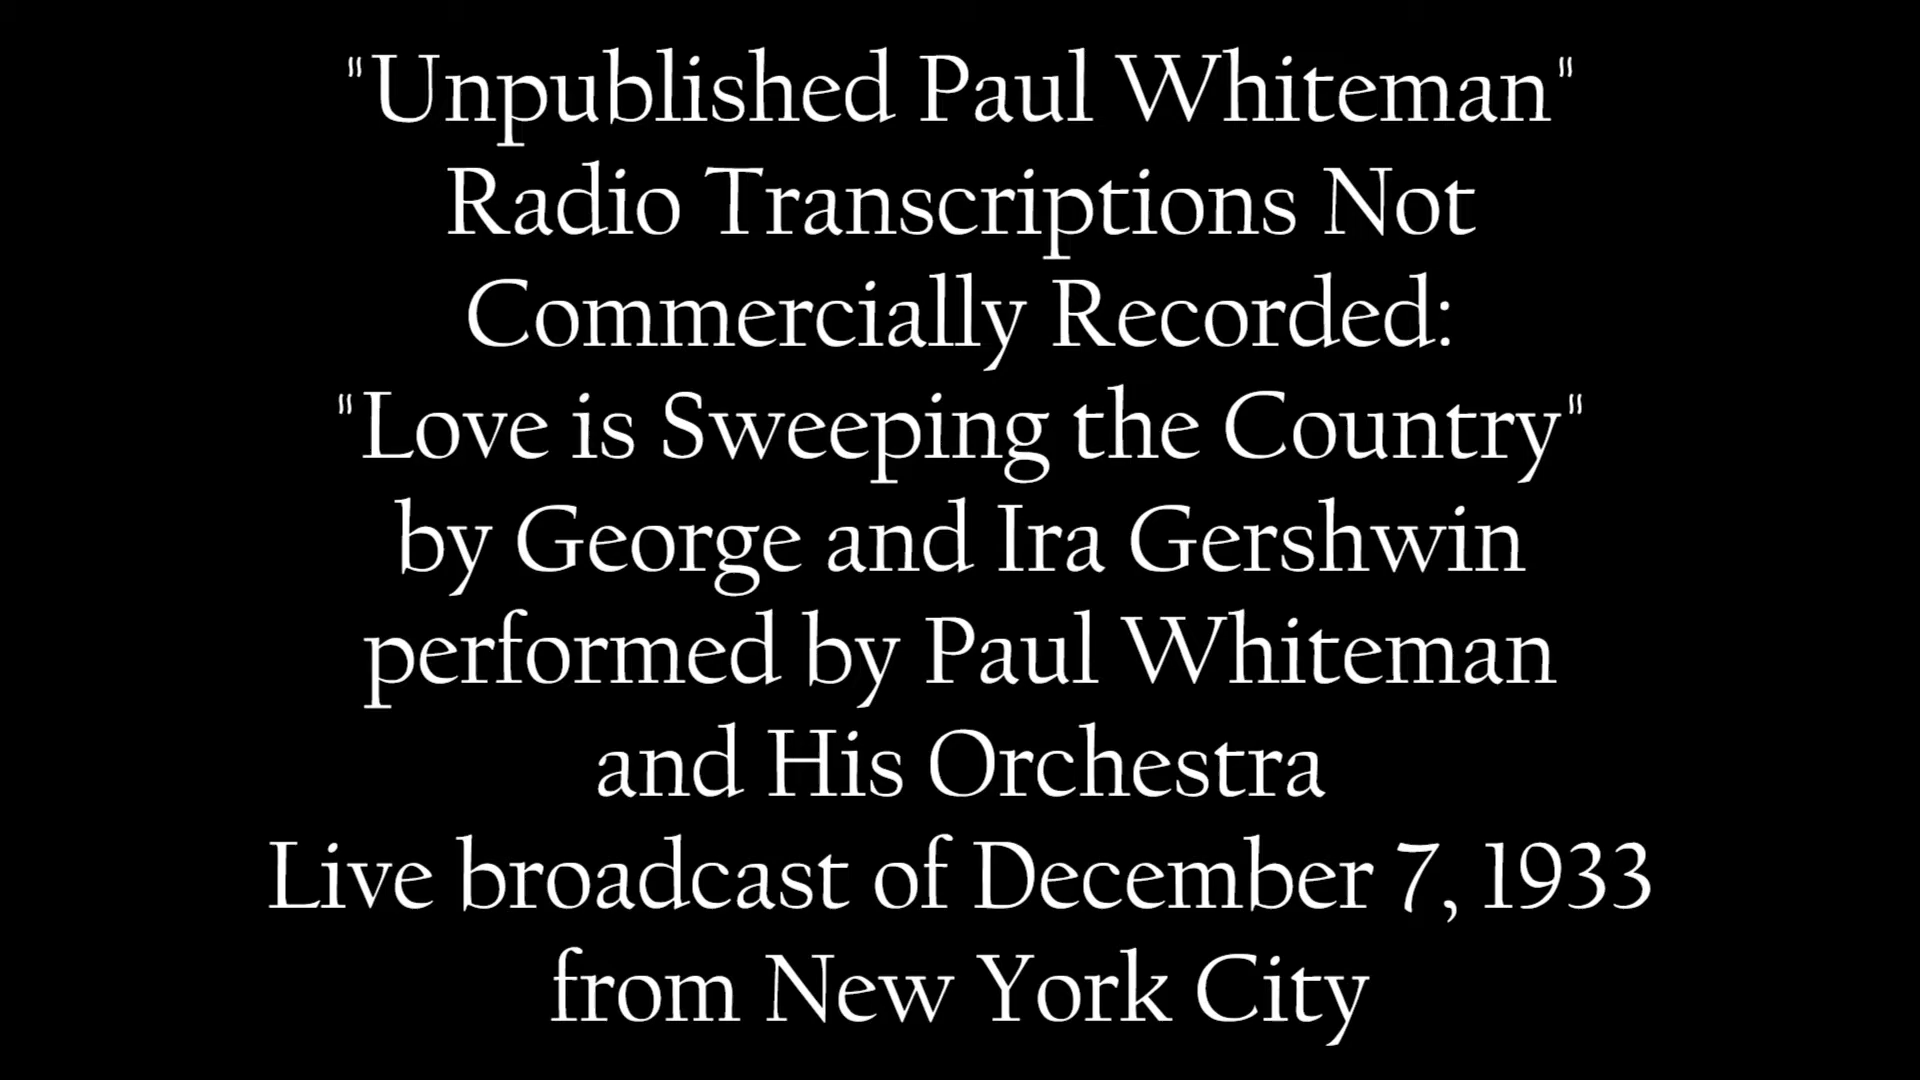 "Unpublished Paul Whiteman"
Radio Transcriptions Not
Commercially Recorded:
"Love is Sweeping the Country"
by George and Ira Gershwin
performed by Paul Whiteman
and His Orchestra
Live broadcast of December 7, 1933
from New York City